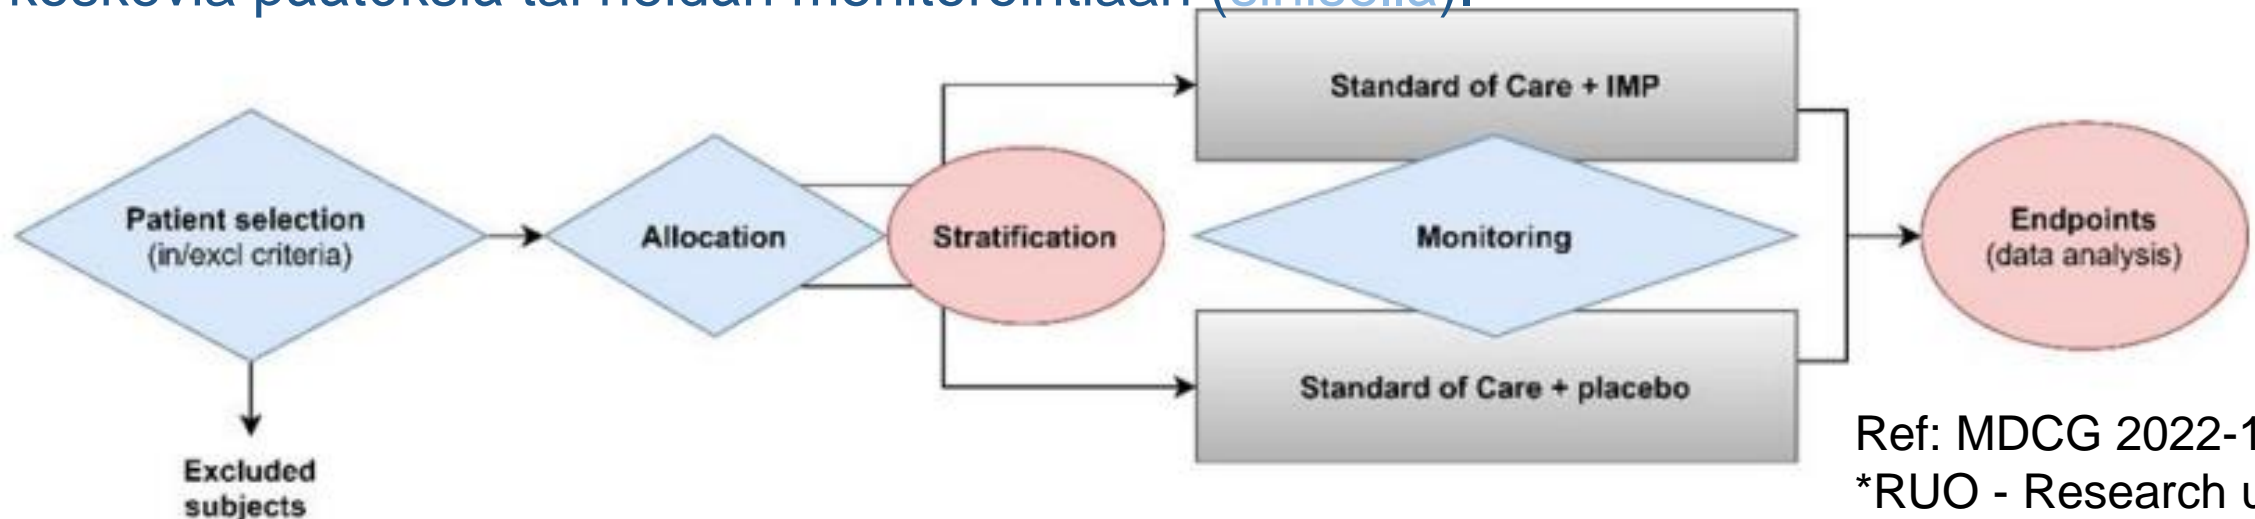 (sinisellä).
Standard of Care + IMP
Patient selection
(in/excl criteria)
Allocation
Stratification
Monitoring
Endpoints
(data analysis)
Standard of Care + placebo
Excluded
subjects
Ref: MDCG 2022-1
*RUO - Research u